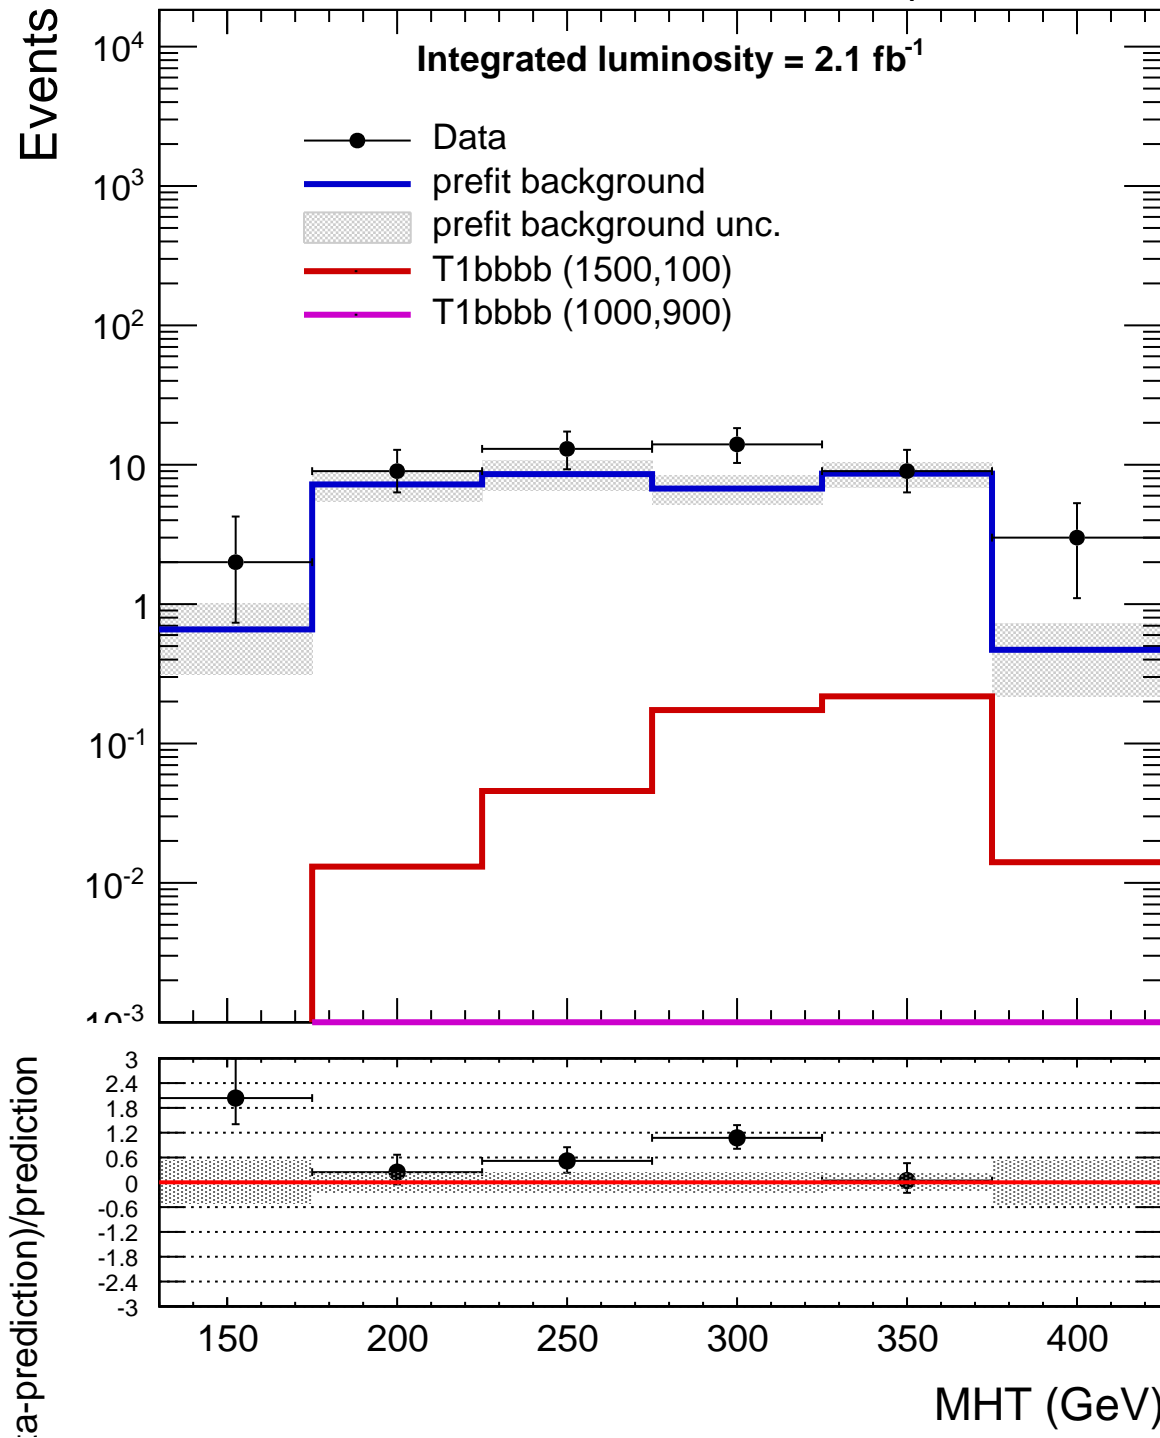 Events
10⁴
10³
10²
10
1
10⁻¹
10⁻²
10⁻³
Integrated luminosity = 2.1 fb⁻¹
Data
prefit background
prefit background unc.
T1bbbb (1500,100)
T1bbbb (1000,900)
ta-prediction)/prediction
3
2.4
1.8
1.2
0.6
0
-0.6
-1.2
-1.8
-2.4
-3
150 200 250 300 350 400
MHT (GeV)